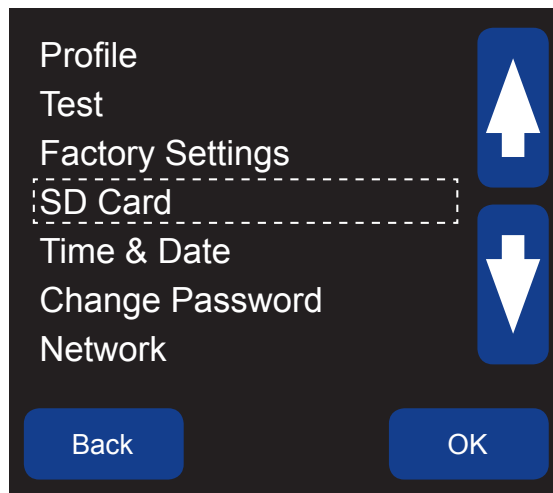 Profile
Test
Factory Settings
SD Card
Time & Date
Change Password
Network
Back
OK